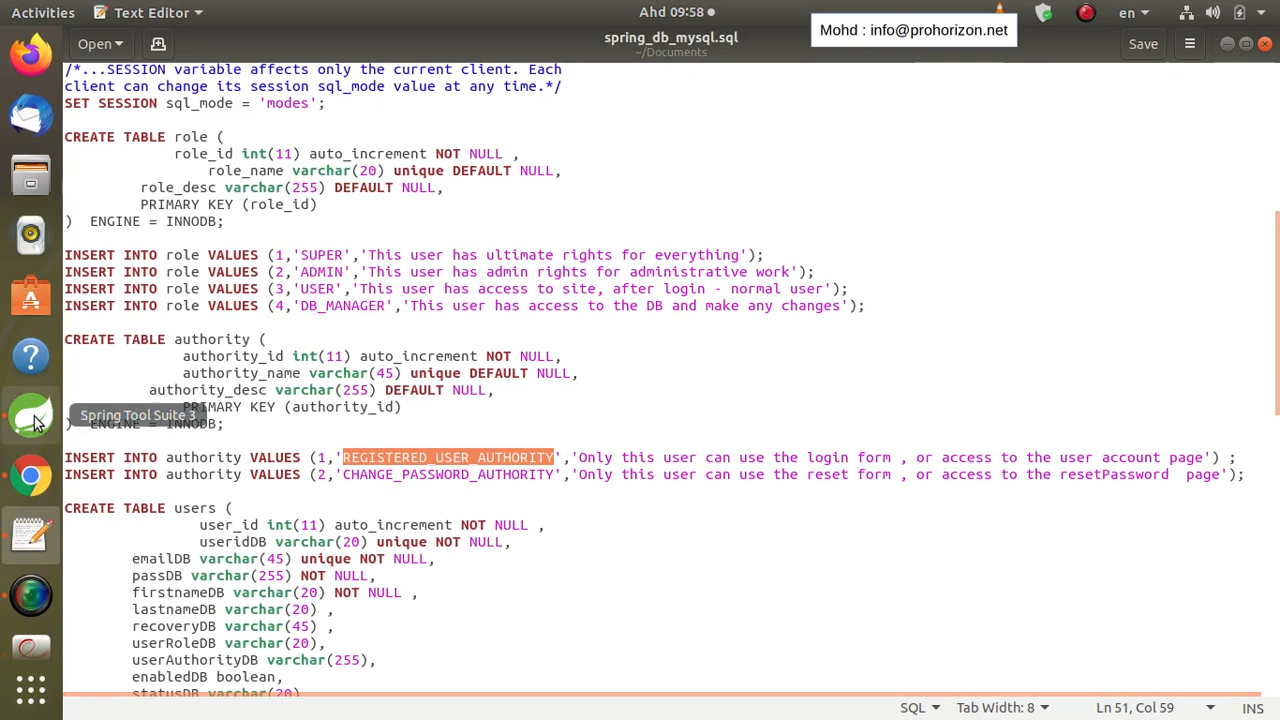 Activities
Text Editor
Ahd 09:58
en
Mohd : info@prohorizon.net
Open
spring_db_mysql.sql
~/Documents
Save
/*...SESSION variable affects only the current client. Each
client can change its session sql_mode value at any time.*/
SET SESSION sql_mode = 'modes';
CREATE TABLE role (
role_id int(11) auto_increment NOT NULL ,
role_name varchar(20) unique DEFAULT NULL,
role_desc varchar(255) DEFAULT NULL,
PRIMARY KEY (role_id)
)  ENGINE = INNODB;
INSERT INTO role VALUES (1,'SUPER','This user has ultimate rights for everything');
INSERT INTO role VALUES (2,'ADMIN','This user has admin rights for administrative work');
INSERT INTO role VALUES (3,'USER','This user has access to site, after login - normal user');
INSERT INTO role VALUES (4,'DB_MANAGER','This user has access to the DB and make any changes');
CREATE TABLE authority (
authority_id int(11) auto_increment NOT NULL,
authority_name varchar(45) unique DEFAULT NULL,
authority_desc varchar(255) DEFAULT NULL,
PRIMARY KEY (authority_id)
Spring Tool Suite 3
)  ENGINE = INNODB;
INSERT INTO authority VALUES (1,'REGISTERED_USER_AUTHORITY','Only this user can use the login form , or access to the user account page') ;
INSERT INTO authority VALUES (2,'CHANGE_PASSWORD_AUTHORITY','Only this user can use the reset form , or access to the resetPassword  page');
CREATE TABLE users (
user_id int(11) auto_increment NOT NULL ,
useridDB varchar(20) unique NOT NULL,
emailDB varchar(45) unique NOT NULL,
passDB varchar(255) NOT NULL,
firstnameDB varchar(20) NOT NULL ,
lastnameDB varchar(20) ,
recoveryDB varchar(45) ,
userRoleDB varchar(20),
userAuthorityDB varchar(255),
enabledDB boolean,
statusDB varchar(20)
SQL
Tab Width: 8
Ln 51, Col 59
INS